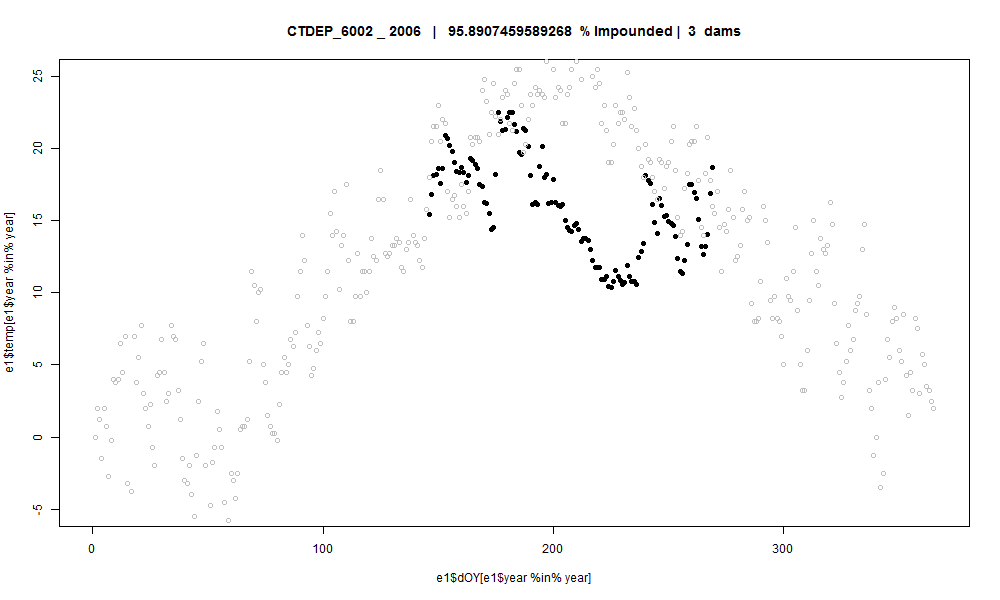 CTDEP_6002 _ 2006 | 95.8907459589268 % Impounded | 3 dams
e1$temp[e1$year %in% year]
25
20
15
10
5
0
-5
0 100 200 300
e1$dOY[e1$year %in% year]